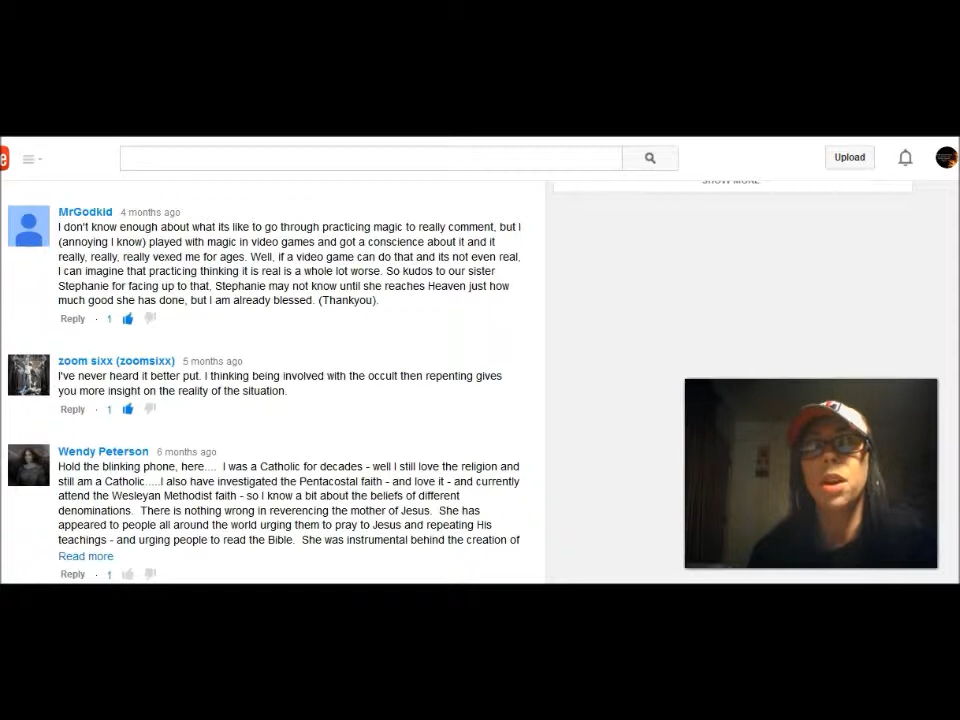 e
Upload
SHOW MORE
MrGodkid 4 months ago
I don't know enough about what its like to go through practicing magic to really comment, but I
(annoying I know) played with magic in video games and got a conscience about it and it
really, really, really vexed me for ages. Well, if a video game can do that and its not even real,
I can imagine that practicing thinking it is real is a whole lot worse. So kudos to our sister
Stephanie for facing up to that, Stephanie may not know until she reaches Heaven just how
much good she has done, but I am already blessed. (Thankyou).
Reply · 1
zoom sixx (zoomsixx) 5 months ago
I've never heard it better put. I thinking being involved with the occult then repenting gives
you more insight on the reality of the situation.
Reply · 1
Wendy Peterson 6 months ago
Hold the blinking phone, here.... I was a Catholic for decades - well I still love the religion and
still am a Catholic.....I also have investigated the Pentacostal faith - and love it - and currently
attend the Wesleyan Methodist faith - so I know a bit about the beliefs of different
denominations. There is nothing wrong in reverencing the mother of Jesus. She has
appeared to people all around the world urging them to pray to Jesus and repeating His
teachings - and urging people to read the Bible. She was instrumental behind the creation of
Read more
Reply · 1